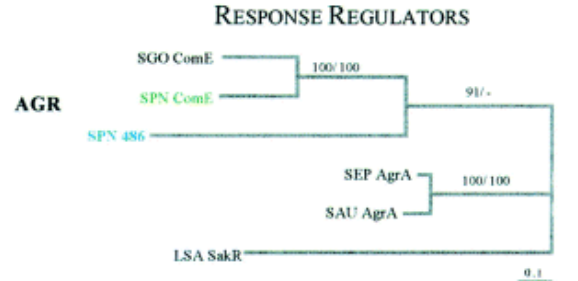 RESPONSE REGULATORS
SGO ComE
100/100
SPN ComE
91/-
AGR
SPN 486
SEP AgrA
100/100
SAU AgrA
LSA SakR
0.1